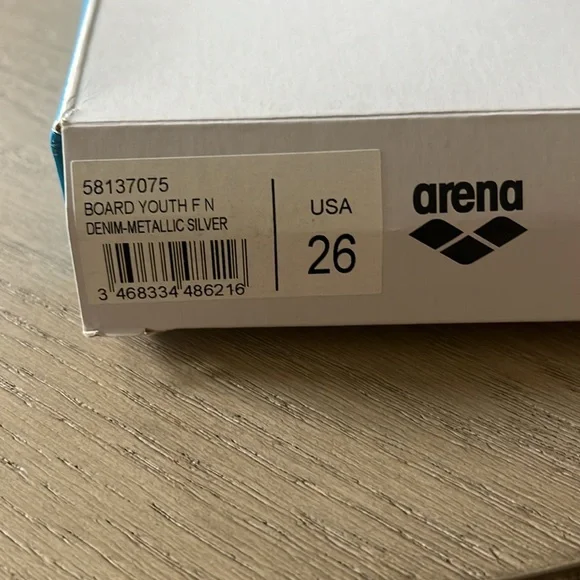 58137075
BOARD YOUTH F N
DENIM-METALLIC SILVER
3 468334 486216
USA
26
arena